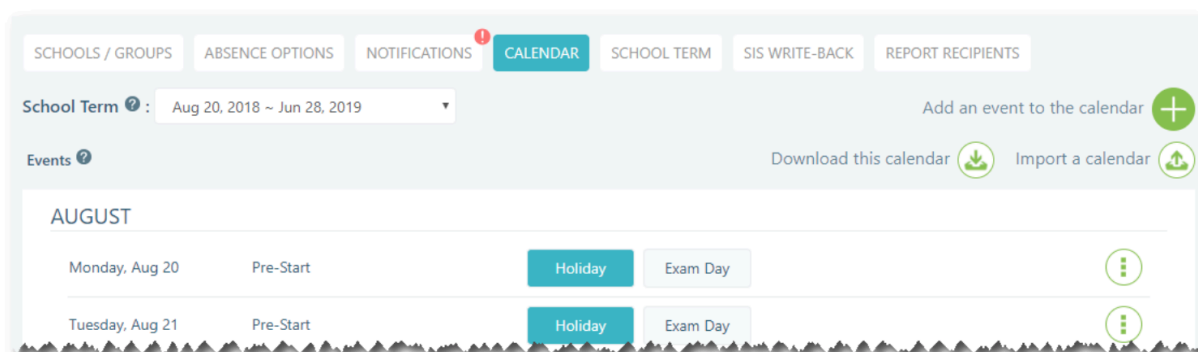 SCHOOLS / GROUPS ABSENCE OPTIONS NOTIFICATIONS ! CALENDAR SCHOOL TERM SIS WRITE-BACK REPORT RECIPIENTS
School Term ? : Aug 20, 2018 ~ Jun 28, 2019 Add an event to the calendar
Events ? Download this calendar Import a calendar
AUGUST
Monday, Aug 20 Pre-Start Holiday Exam Day
Tuesday, Aug 21 Pre-Start Holiday Exam Day